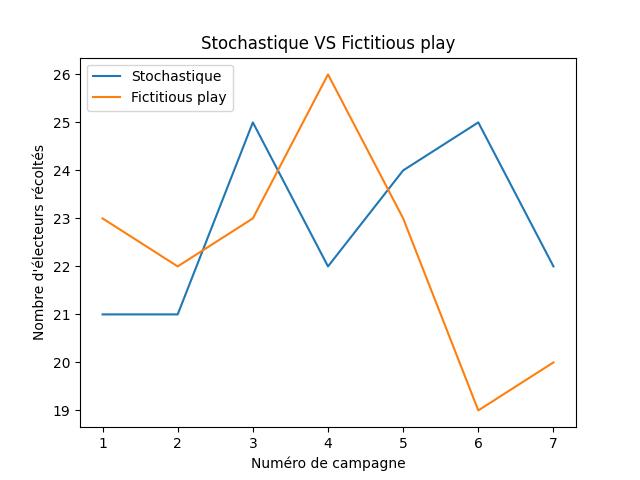 Stochastique VS Fictitious play
Stochastique
Fictitious play
26
25
24
23
22
21
20
19
Nombre d'électeurs récoltés
1 2 3 4 5 6 7
Numéro de campagne